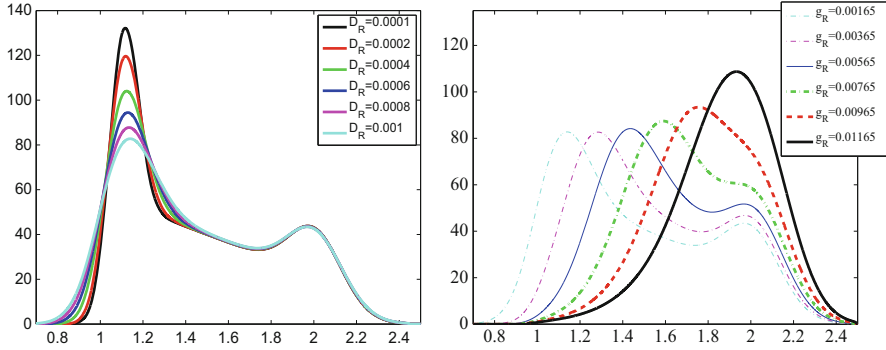 140
120
100
80
60
40
20
0
0.8 1 1.2 1.4 1.6 1.8 2 2.2 2.4
D_R=0.0001
D_R=0.0002
D_R=0.0004
D_R=0.0006
D_R=0.0008
D_R=0.001
120
100
80
60
40
20
0
0.8 1 1.2 1.4 1.6 1.8 2 2.2 2.4
g_R=0.00165
g_R=0.00365
g_R=0.00565
g_R=0.00765
g_R=0.00965
g_R=0.01165